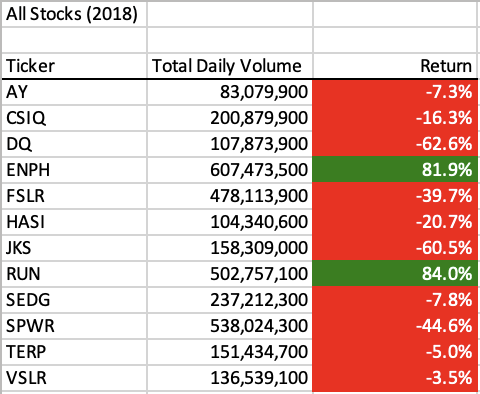 All Stocks (2018)
Ticker Total Daily Volume Return
AY 83,079,900 -7.3%
CSIQ 200,879,900 -16.3%
DQ 107,873,900 -62.6%
ENPH 607,473,500 81.9%
FSLR 478,113,900 -39.7%
HASI 104,340,600 -20.7%
JKS 158,309,000 -60.5%
RUN 502,757,100 84.0%
SEDG 237,212,300 -7.8%
SPWR 538,024,300 -44.6%
TERP 151,434,700 -5.0%
VSLR 136,539,100 -3.5%